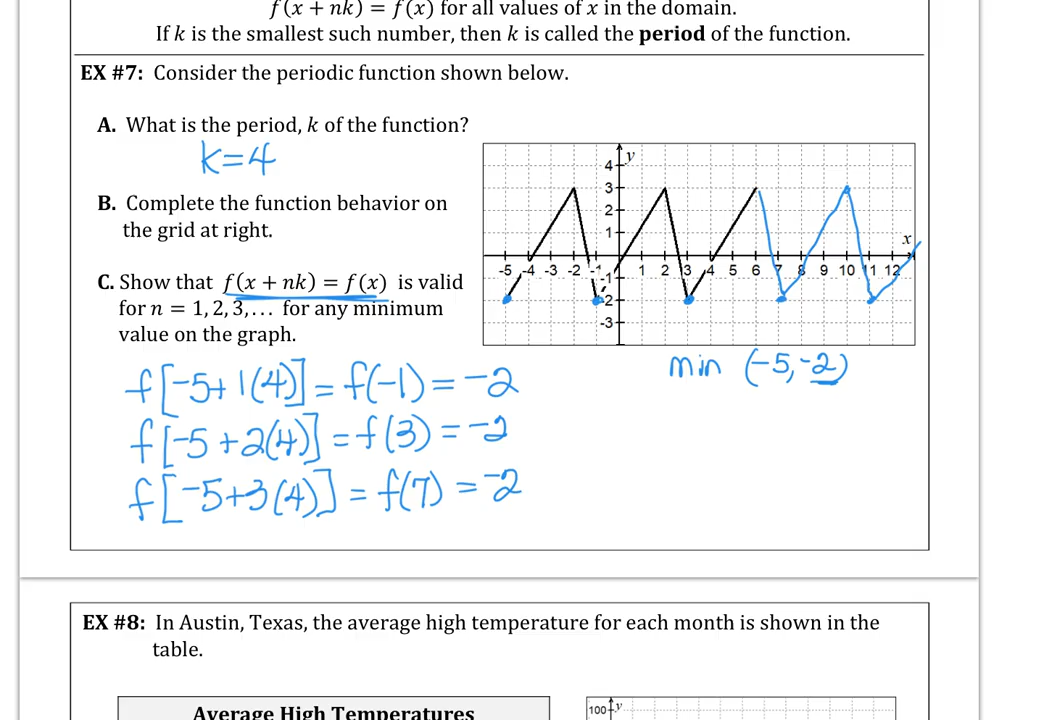 f(x + nk) = f(x) for all values of x in the domain.
If k is the smallest such number, then k is called the period of the function.
EX #7: Consider the periodic function shown below.
A. What is the period, k of the function?
k=4
B. Complete the function behavior on
the grid at right.
C. Show that f(x + nk) = f(x) is valid
for n = 1, 2, 3, . . . for any minimum
value on the graph.
y
4
3
2
1
x
-5 -4 -3 -2 -1 1 2 3 4 5 6 7 8 9 10 11 12
-1
-2
-3
min (-5,-2)
f[-5+1(4)] = f(-1) = -2
f[-5+2(4)] = f(3) = -2
f[-5+3(4)] = f(7) = -2
EX #8: In Austin, Texas, the average high temperature for each month is shown in the
table.
Average High Temperatures
100 y